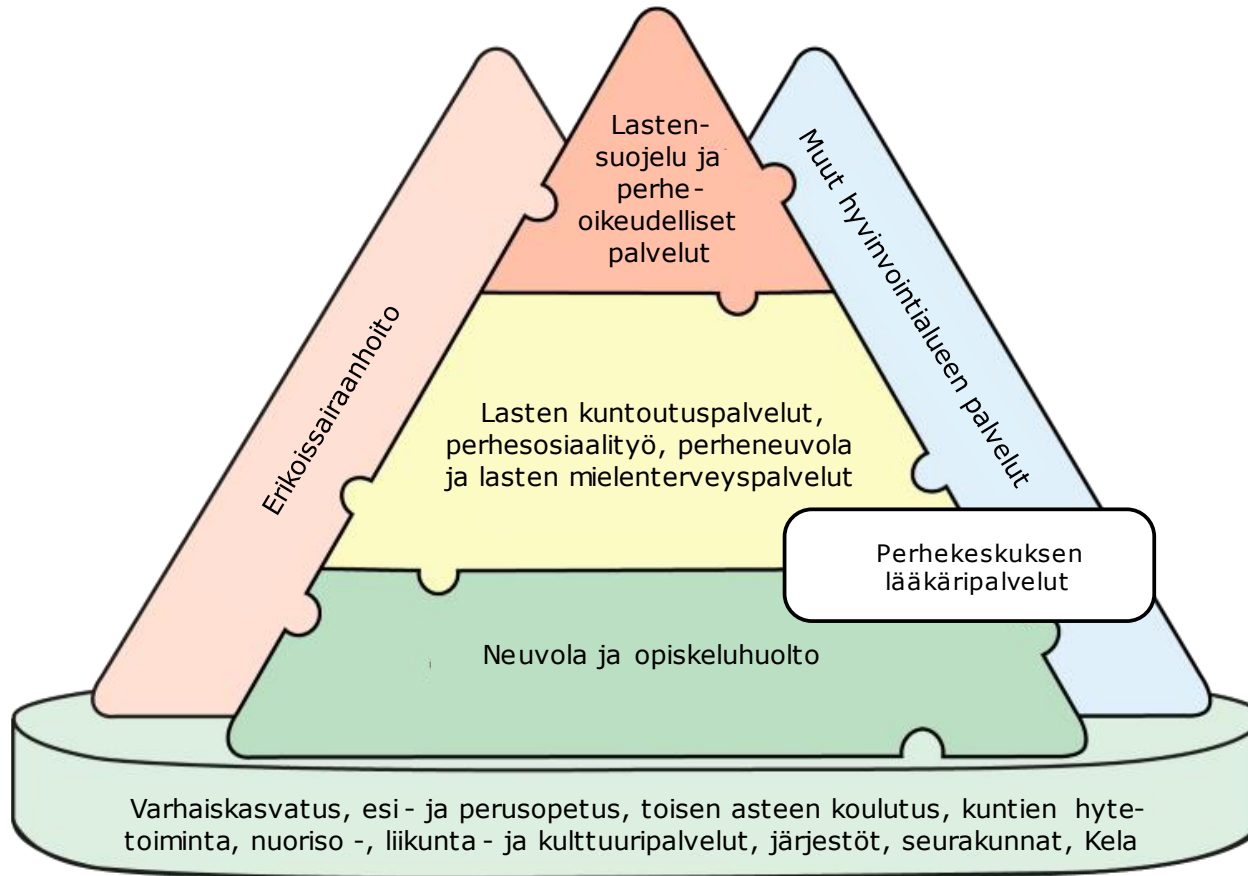 Lasten-
suojelu ja
perhe-
oikeudelliset
palvelut
Muut hyvinvointialueen palvelut
Erikoissairaanhoito
Lasten kuntoutuspalvelut,
perhesosiaalityö, perheneuvola
ja lasten mielenterveyspalvelut
Perhekeskuksen
lääkäripalvelut
Neuvola ja opiskeluhuolto
Varhaiskasvatus, esi- ja perusopetus, toisen asteen koulutus, kuntien hyte-
toiminta, nuoriso -, liikunta - ja kulttuuripalvelut, järjestöt, seurakunnat, Kela